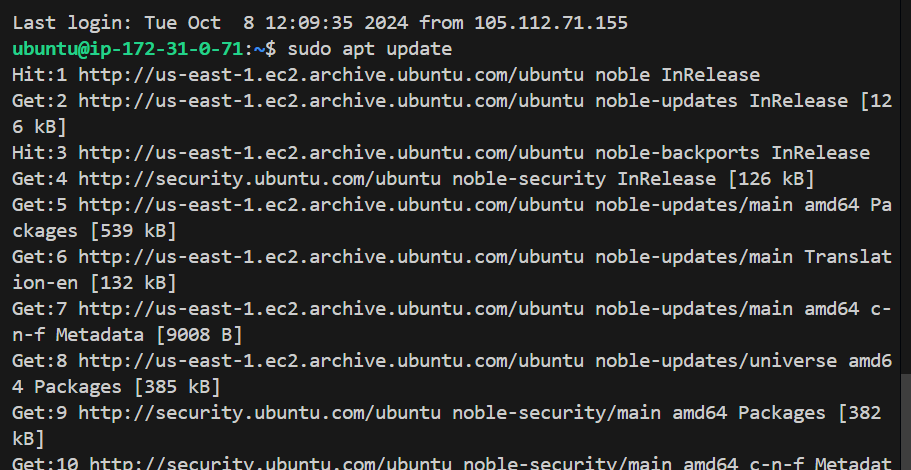 Last login: Tue Oct  8 12:09:35 2024 from 105.112.71.155
ubuntu@ip-172-31-0-71:~$ sudo apt update
Hit:1 http://us-east-1.ec2.archive.ubuntu.com/ubuntu noble InRelease
Get:2 http://us-east-1.ec2.archive.ubuntu.com/ubuntu noble-updates InRelease [12
6 kB]
Hit:3 http://us-east-1.ec2.archive.ubuntu.com/ubuntu noble-backports InRelease
Get:4 http://security.ubuntu.com/ubuntu noble-security InRelease [126 kB]
Get:5 http://us-east-1.ec2.archive.ubuntu.com/ubuntu noble-updates/main amd64 Pa
ckages [539 kB]
Get:6 http://us-east-1.ec2.archive.ubuntu.com/ubuntu noble-updates/main Translat
ion-en [132 kB]
Get:7 http://us-east-1.ec2.archive.ubuntu.com/ubuntu noble-updates/main amd64 c-
n-f Metadata [9008 B]
Get:8 http://us-east-1.ec2.archive.ubuntu.com/ubuntu noble-updates/universe amd6
4 Packages [385 kB]
Get:9 http://security.ubuntu.com/ubuntu noble-security/main amd64 Packages [382
kB]
Get:10 http://security.ubuntu.com/ubuntu noble-security/main amd64 c-n-f Metadat